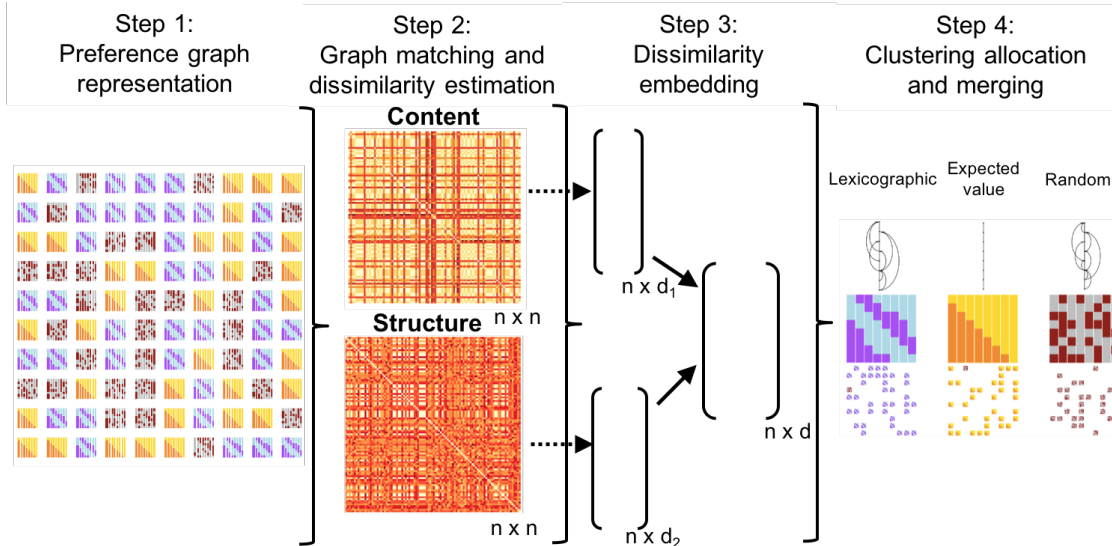 Step 1:
Preference graph
representation
Step 2:
Graph matching and
dissimilarity estimation
Step 3:
Dissimilarity
embedding
Step 4:
Clustering allocation
and merging
Content
n x n
Structure
n x n
n x d₁
n x d₂
n x d
Lexicographic
Expected
value
Random